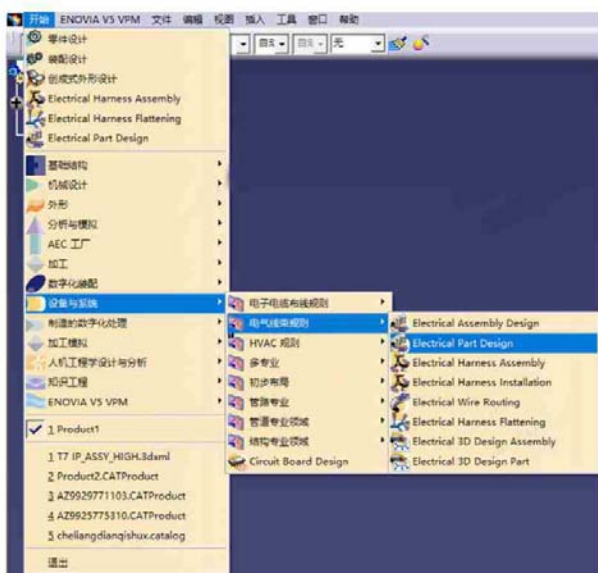 开始 ENOVIA V5 VPM 文件 编辑 视图 插入 工具 窗口 帮助
零件设计
装配设计
创成式外形设计
Electrical Harness Assembly
Electrical Harness Flattening
Electrical Part Design
基础结构
机械设计
外形
分析与模拟
AEC 工厂
加工
数字化装配
设备与系统
制造的数字化处理
加工模拟
人机工程学设计与分析
知识工程
ENOVIA V5 VPM
1 Product1
1 T7 IP_ASSY_HIGH.3dxml
2 Product2.CATProduct
3 AZ9929771103.CATProduct
4 AZ9925775310.CATProduct
5 cheliangdianqishux.catalog
退出
无
电子电缆布线规则
电气线束规则
HVAC 规则
多专业
初步布局
管路专业
管道专业领域
结构专业领域
Circuit Board Design
Electrical Assembly Design
Electrical Part Design
Electrical Harness Assembly
Electrical Harness Installation
Electrical Wire Routing
Electrical Harness Flattening
Electrical 3D Design Assembly
Electrical 3D Design Part